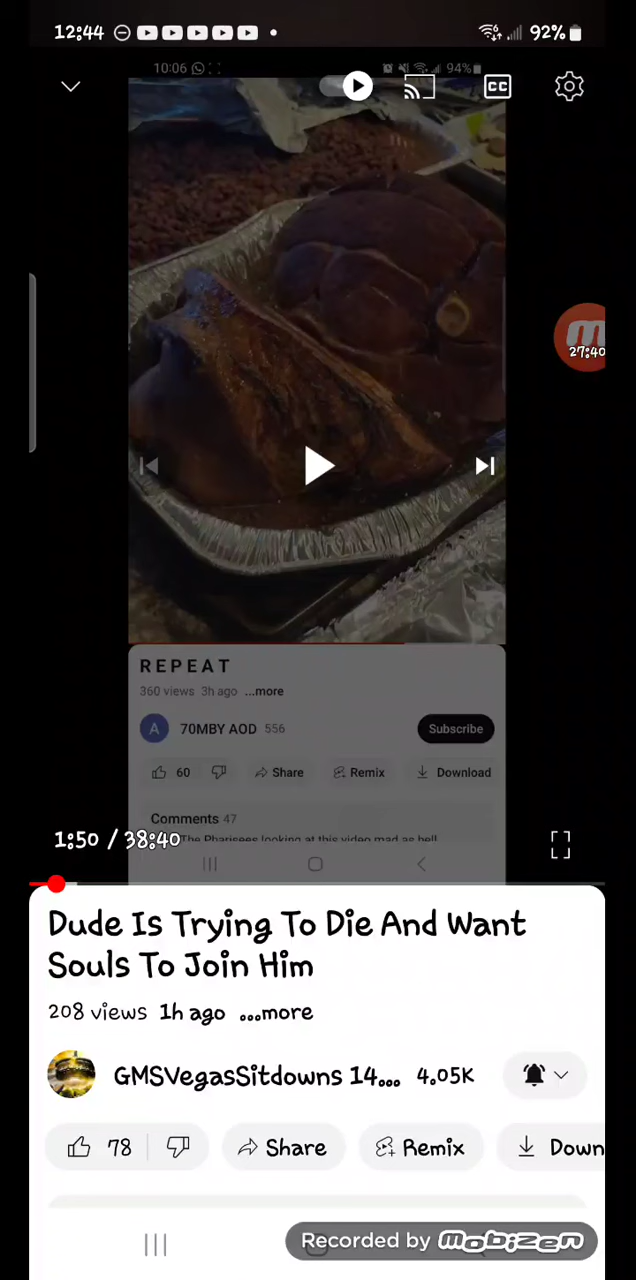 12:44
92%
10:06
94%
CC
27:40
REPEAT
360 views 3h ago ...more
A 70MBY AOD 556 Subscribe
60 Share Remix Download
Comments 47
The Pharisees looking at this video mad as hell
1:50 / 38:40
Dude Is Trying To Die And Want
Souls To Join Him
208 views 1h ago ...more
GMSVegasSitdowns 14... 4.05K
78 Share Remix Down
Recorded by mobizen